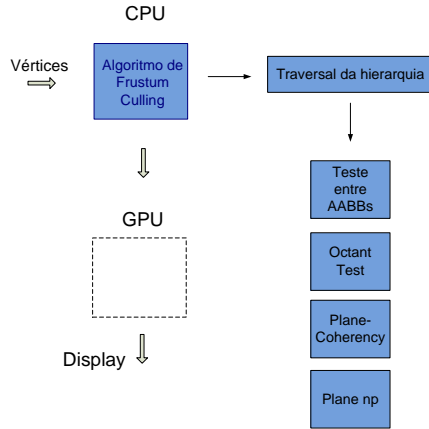 CPU
Vértices
Algoritmo de
Frustum
Culling
Traversal da hierarquia
Teste
entre
AABBs
GPU
Octant
Test
Plane-
Coherency
Display
Plane np